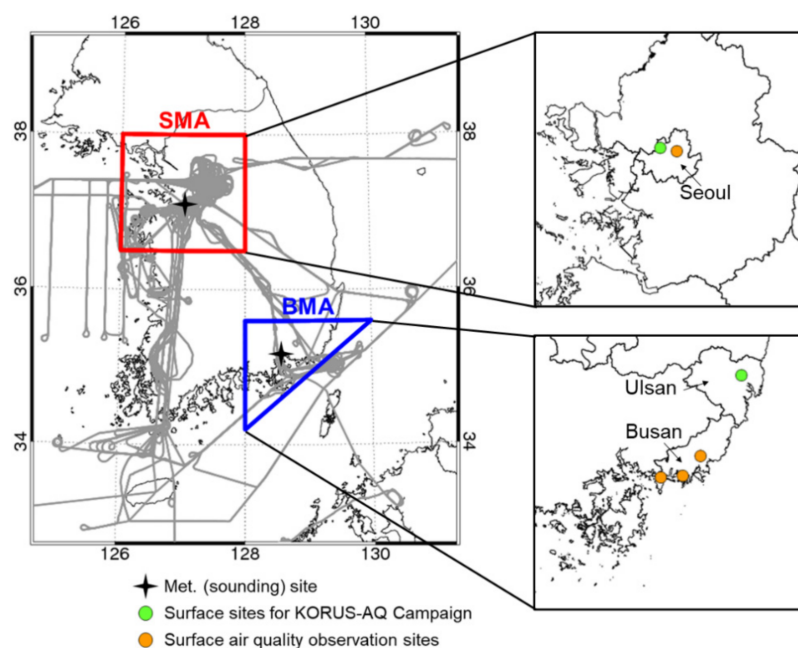 126 128 130
38 38
SMA
Seoul
36 36
BMA
Ulsan
Busan
34 34
126 128 130
Met. (sounding) site
Surface sites for KORUS-AQ Campaign
Surface air quality observation sites